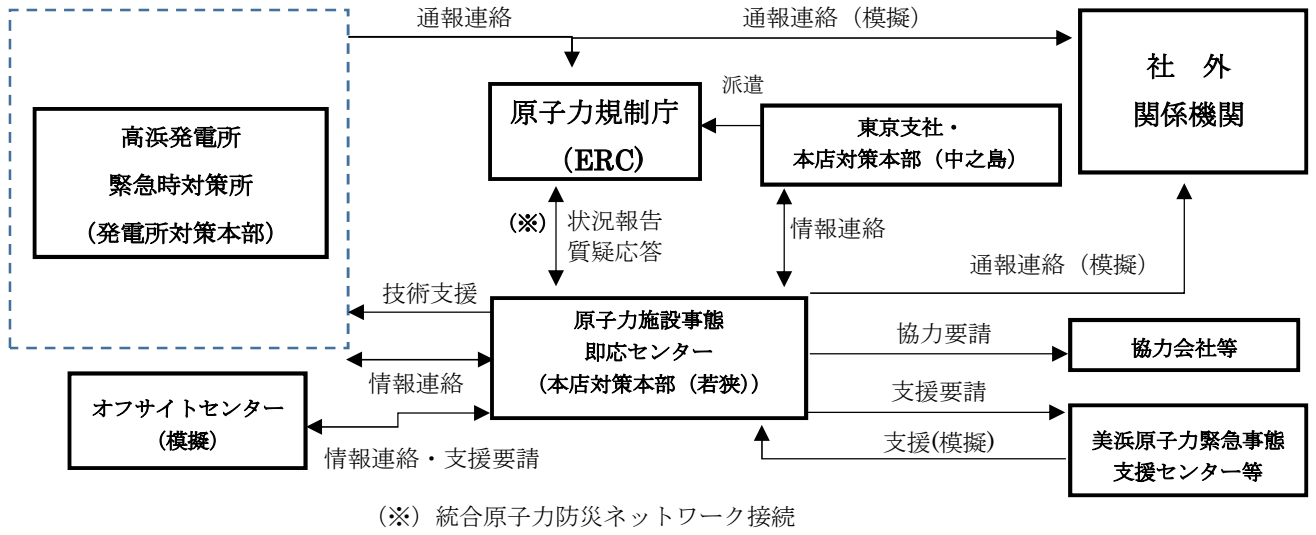 通報連絡
通報連絡（模擬）
社　外
関係機関
原子力規制庁
(ERC)
派遣
東京支社・
本店対策本部（中之島）
高浜発電所
緊急時対策所
（発電所対策本部）
（※）
状況報告
質疑応答
情報連絡
通報連絡（模擬）
技術支援
原子力施設事態
即応センター
（本店対策本部（若狭））
協力要請
協力会社等
情報連絡
オフサイトセンター
（模擬）
支援要請
支援(模擬)
美浜原子力緊急事態
支援センター等
情報連絡・支援要請
（※）統合原子力防災ネットワーク接続